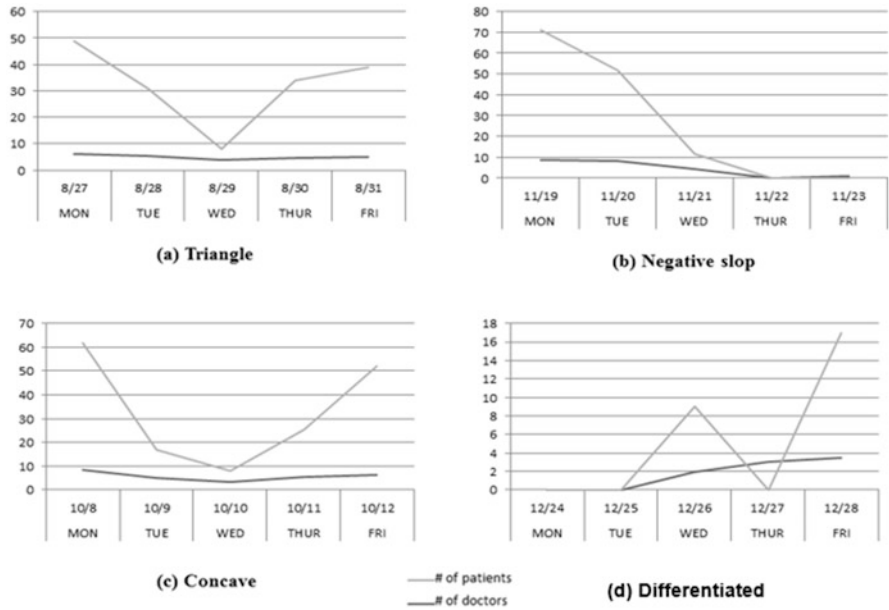 60
50
40
30
20
10
0
8/27 8/28 8/29 8/30 8/31
MON TUE WED THUR FRI
(a) Triangle
80
70
60
50
40
30
20
10
0
11/19 11/20 11/21 11/22 11/23
MON TUE WED THUR FRI
(b) Negative slop
70
60
50
40
30
20
10
0
10/8 10/9 10/10 10/11 10/12
MON TUE WED THUR FRI
(c) Concave
18
16
14
12
10
8
6
4
2
0
12/24 12/25 12/26 12/27 12/28
MON TUE WED THUR FRI
(d) Differentiated
# of patients
# of doctors